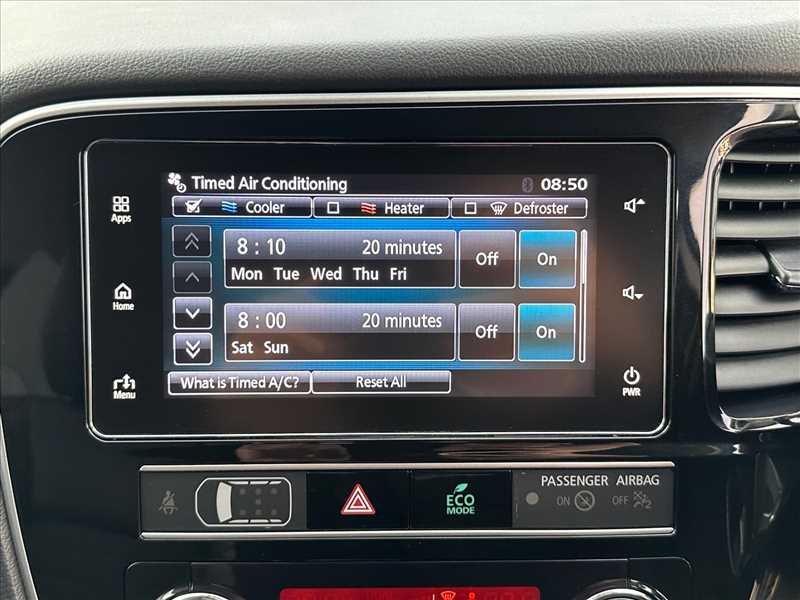 Timed Air Conditioning 08:50
Cooler Heater Defroster
8 : 10 20 minutes Off On
Mon Tue Wed Thu Fri
8 : 00 20 minutes Off On
Sat Sun
What is Timed A/C? Reset All
Apps
Home
Menu
PWR
ECO
MODE
PASSENGER AIRBAG
ON OFF